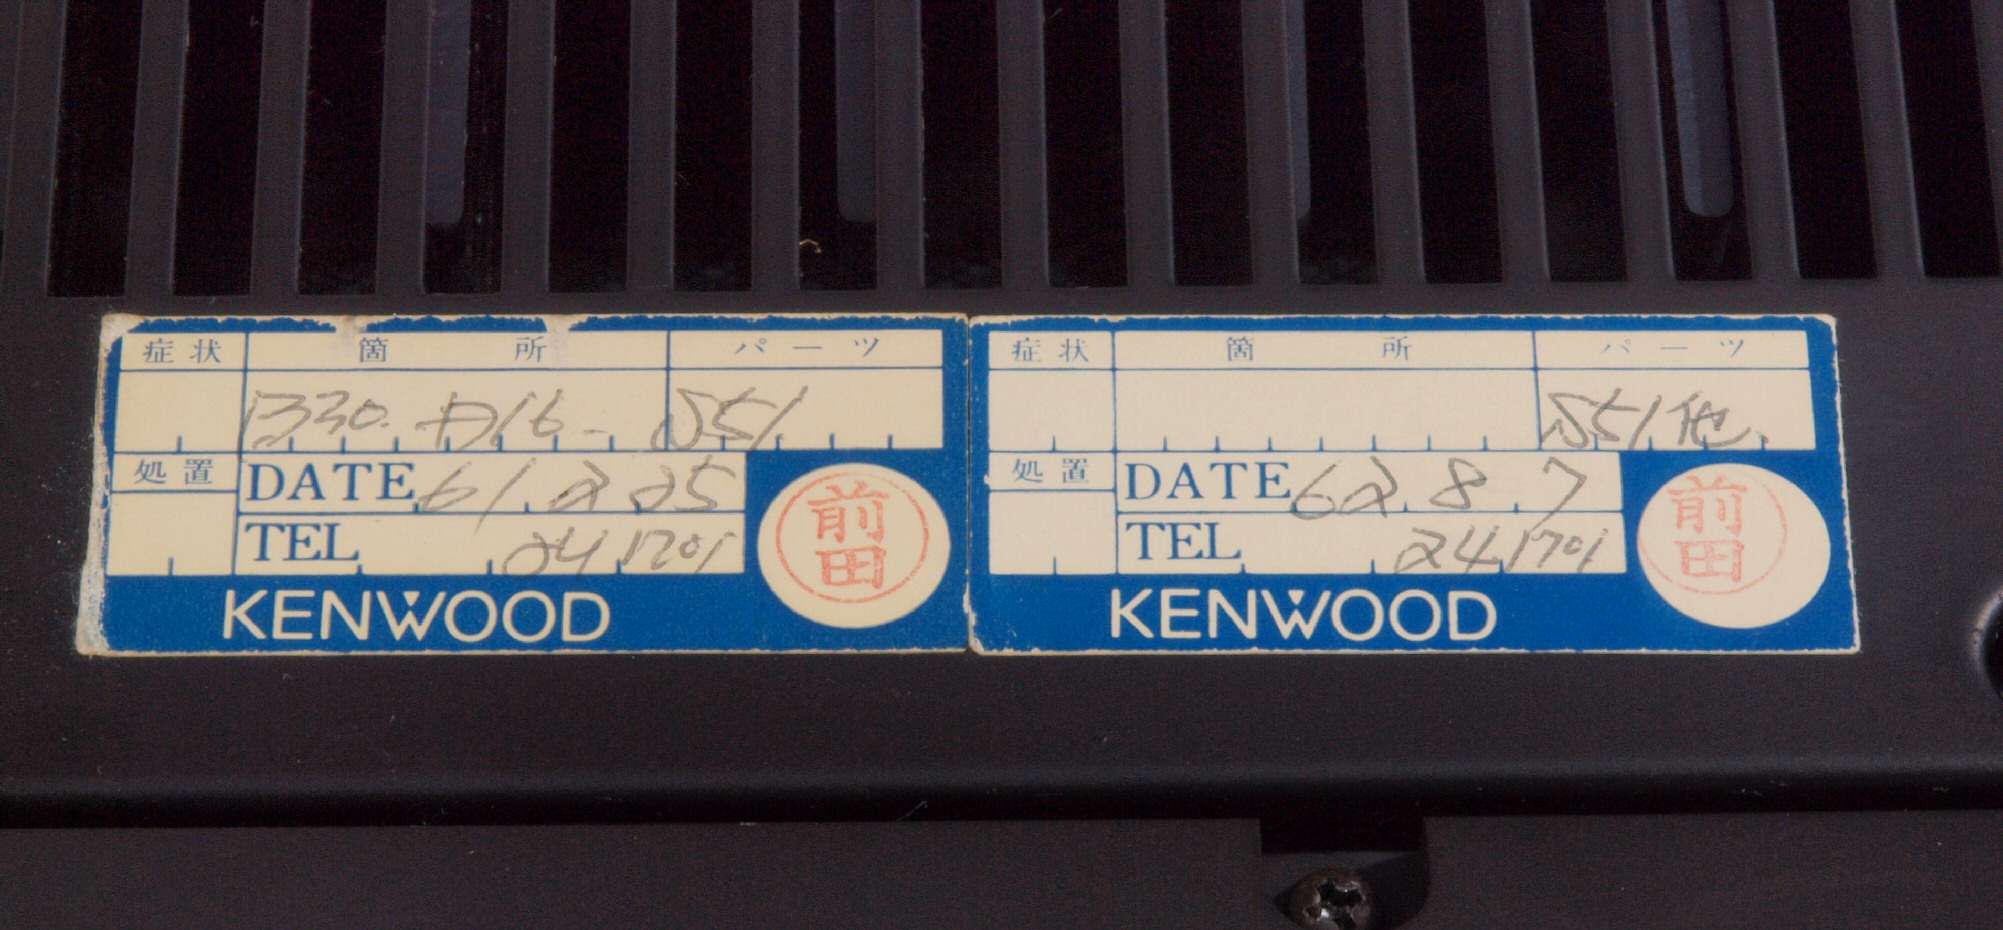 症状 箇所 パーツ
1330. D16- S51
処置 DATE 61.2.25
TEL 241701
前田
KENWOOD
症状 箇所 パーツ
S51他
処置 DATE 62.8.7
TEL 241701
前田
KENWOOD